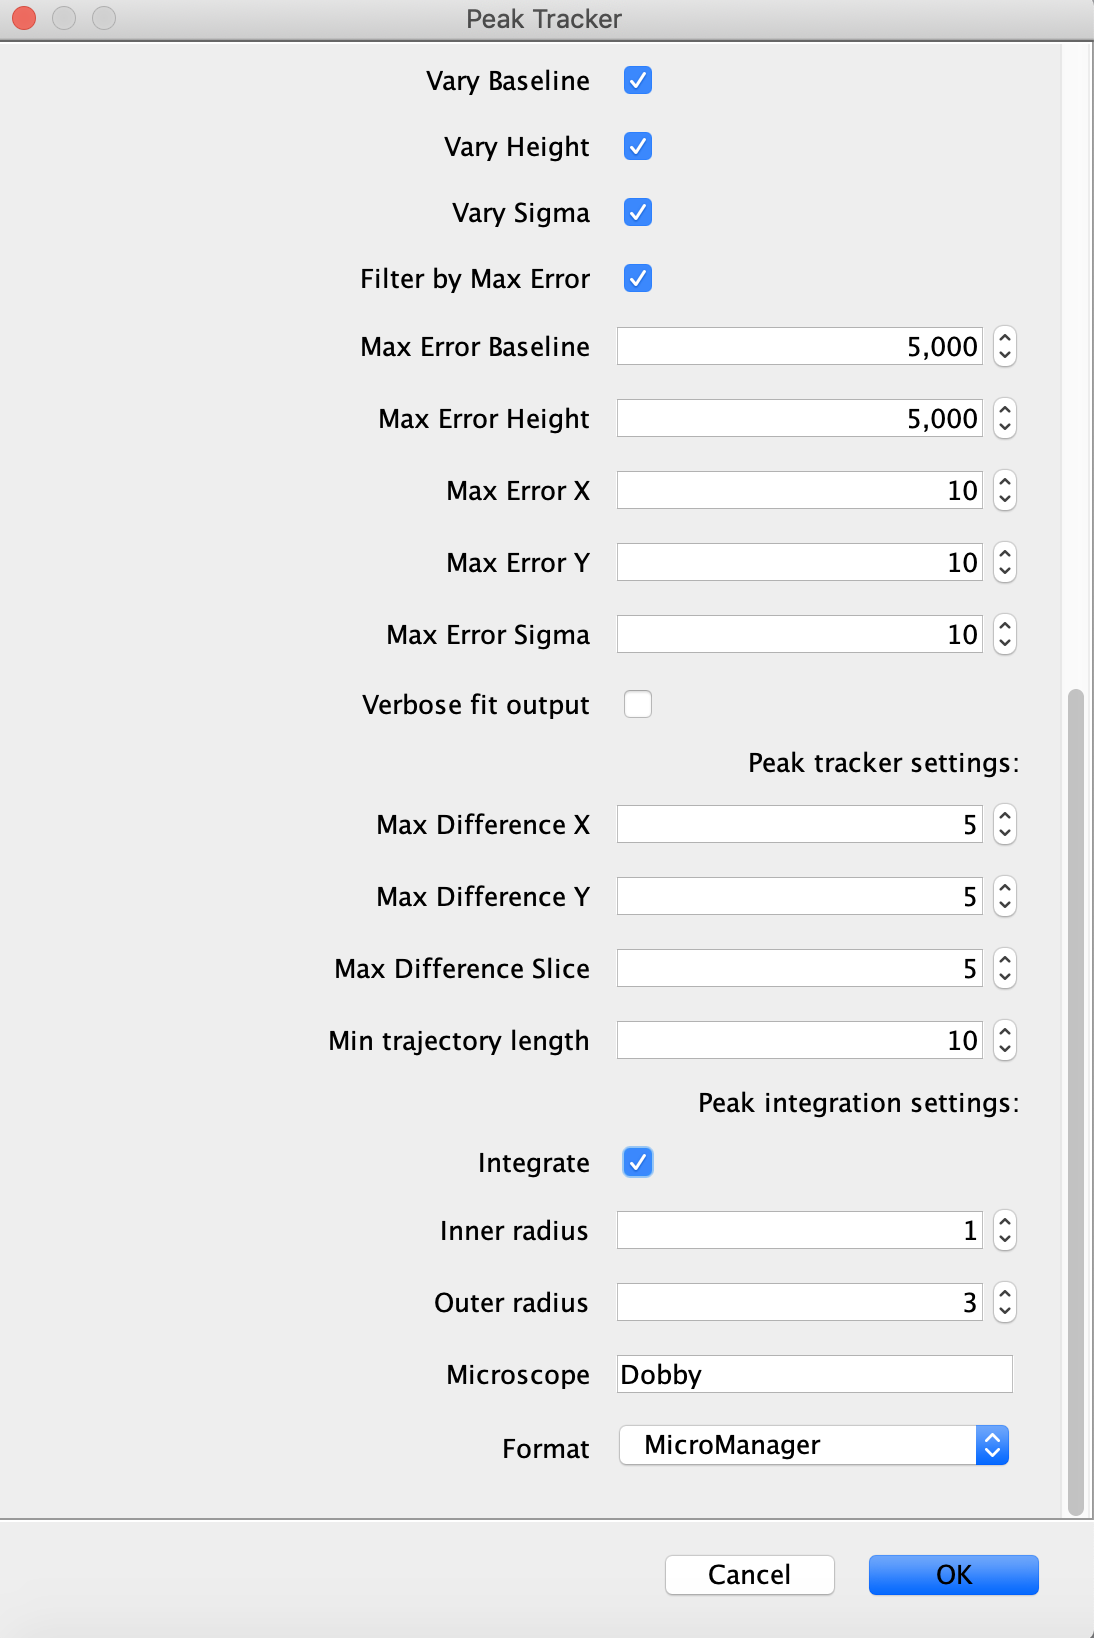 Peak Tracker
Vary Baseline
Vary Height
Vary Sigma
Filter by Max Error
Max Error Baseline 5,000
Max Error Height 5,000
Max Error X 10
Max Error Y 10
Max Error Sigma 10
Verbose fit output
Peak tracker settings:
Max Difference X 5
Max Difference Y 5
Max Difference Slice 5
Min trajectory length 10
Peak integration settings:
Integrate
Inner radius 1
Outer radius 3
Microscope Dobby
Format MicroManager
Cancel OK